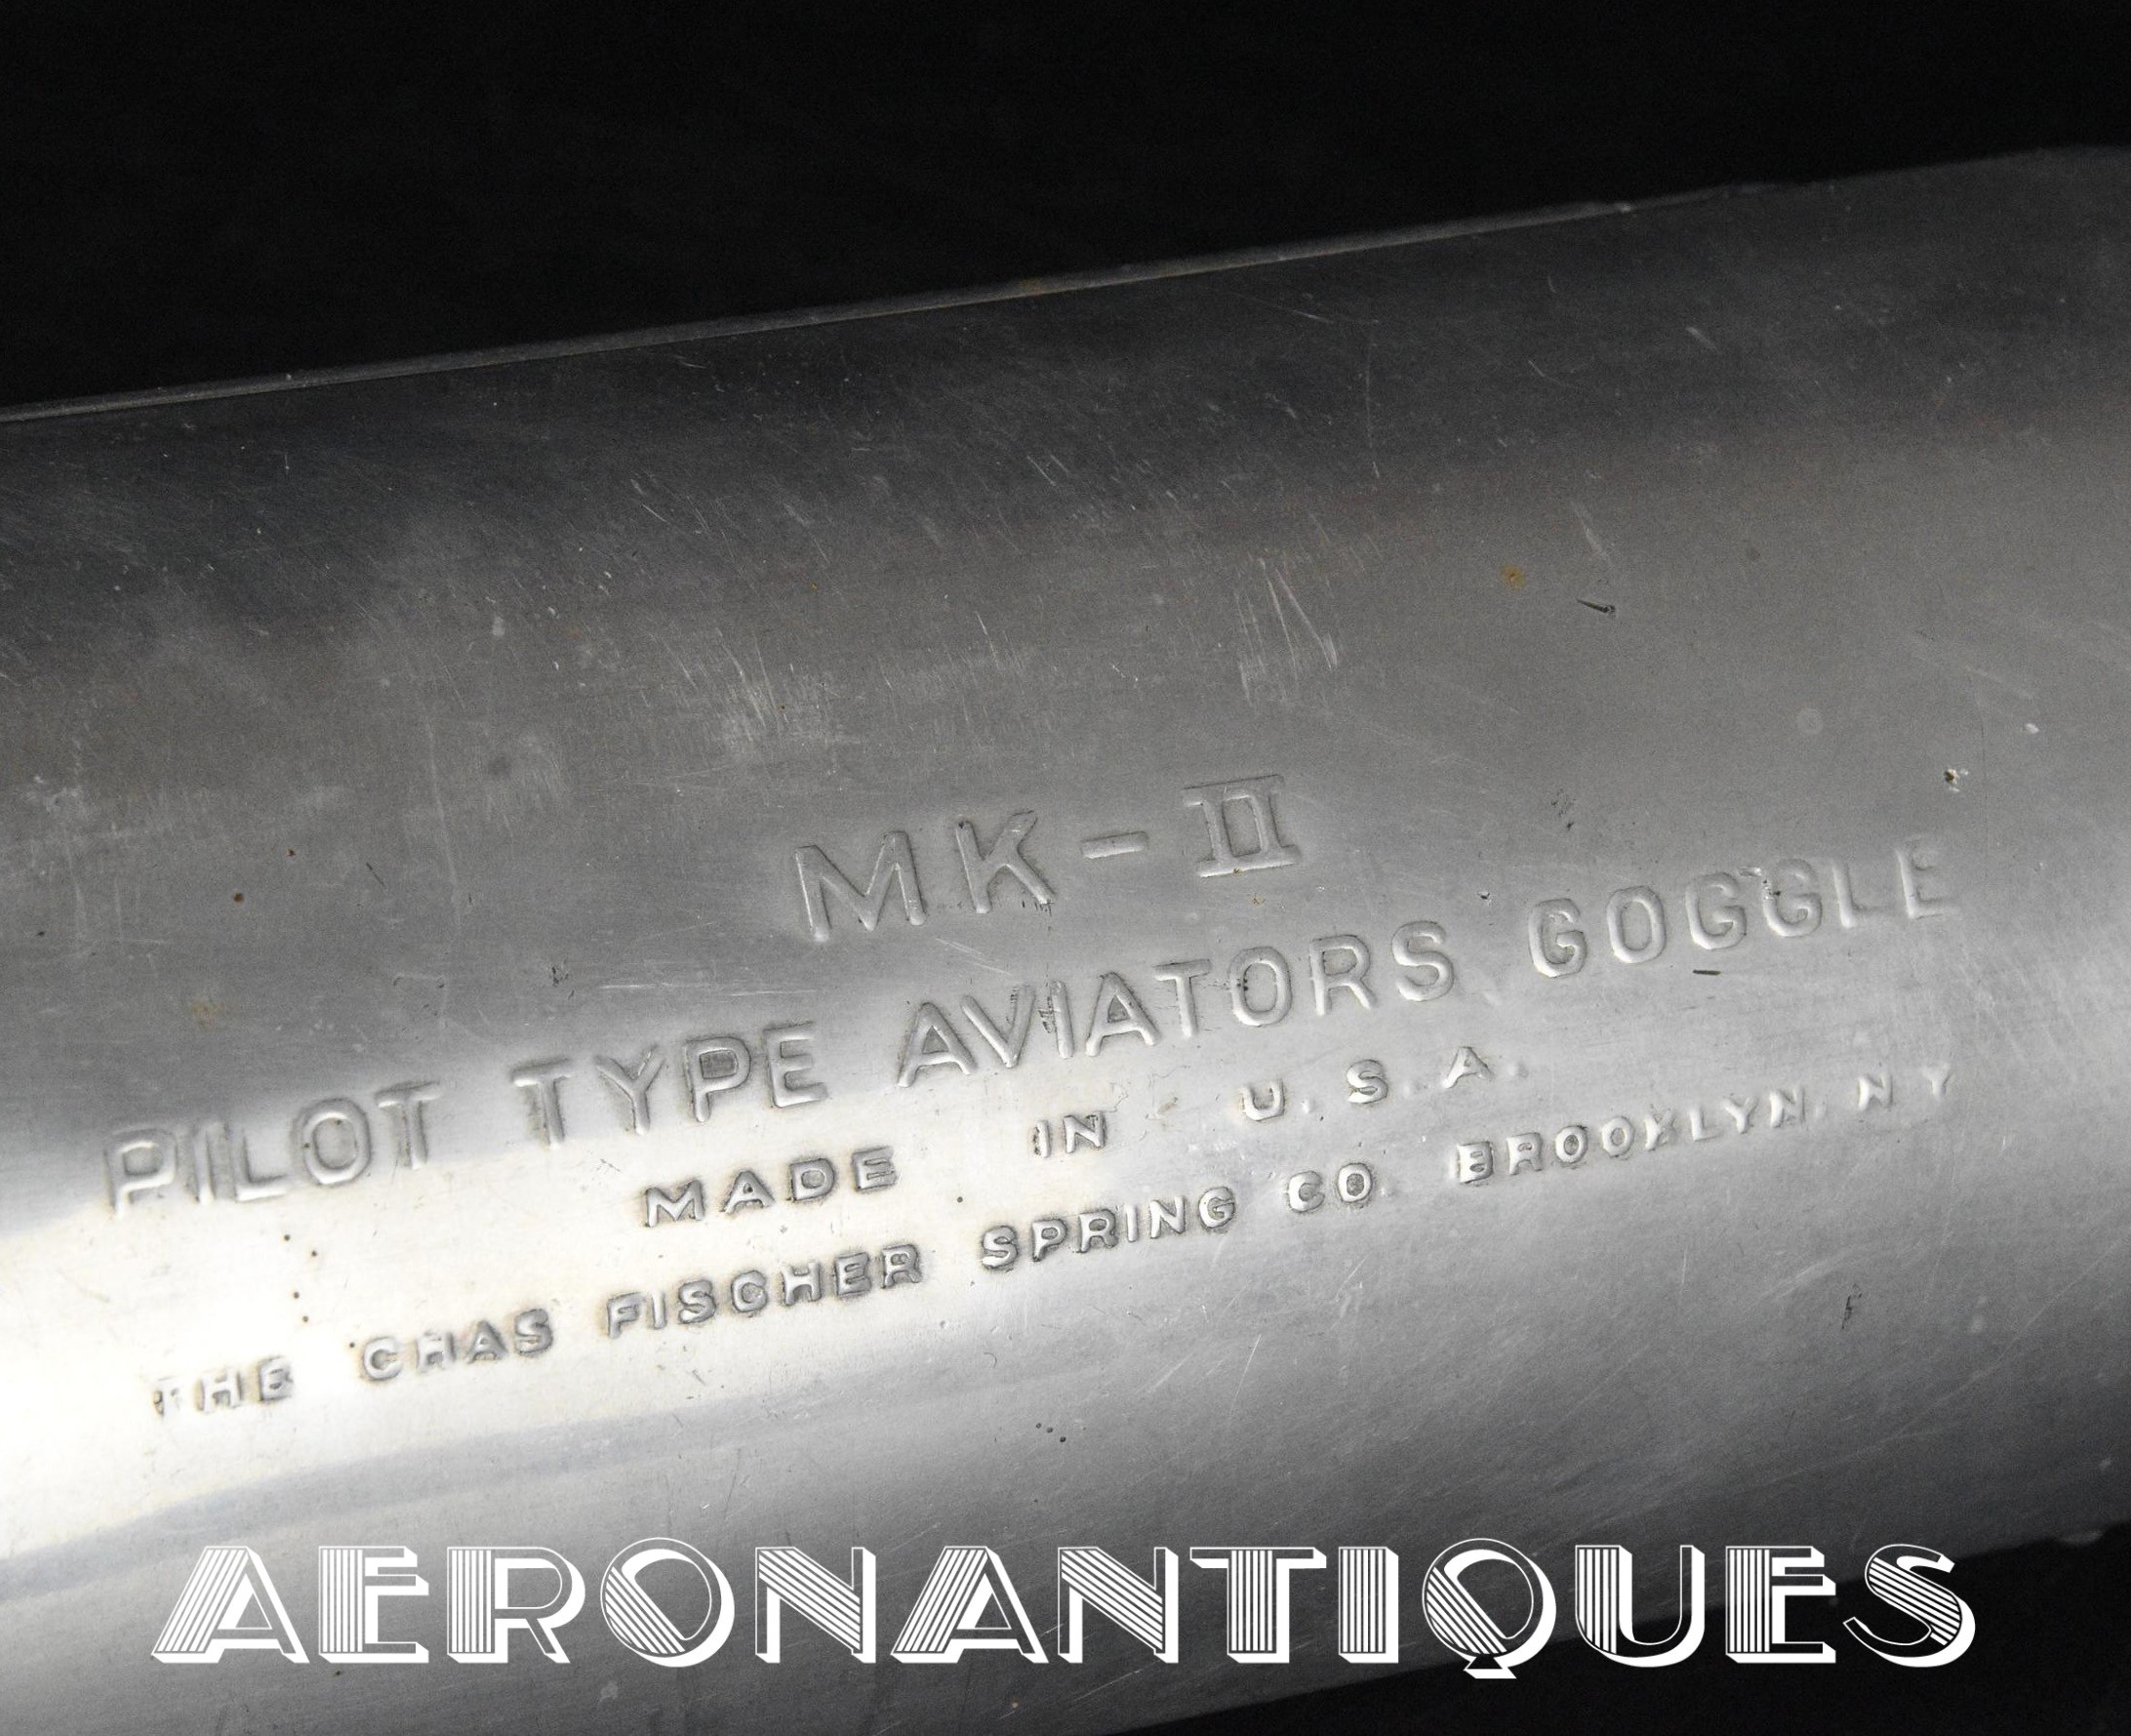 MK-II
PILOT TYPE AVIATORS GOGGLE
MADE IN U.S.A.
THE CHAS FISCHER SPRING CO. BROOKLYN, N Y
AERONANTIQUES